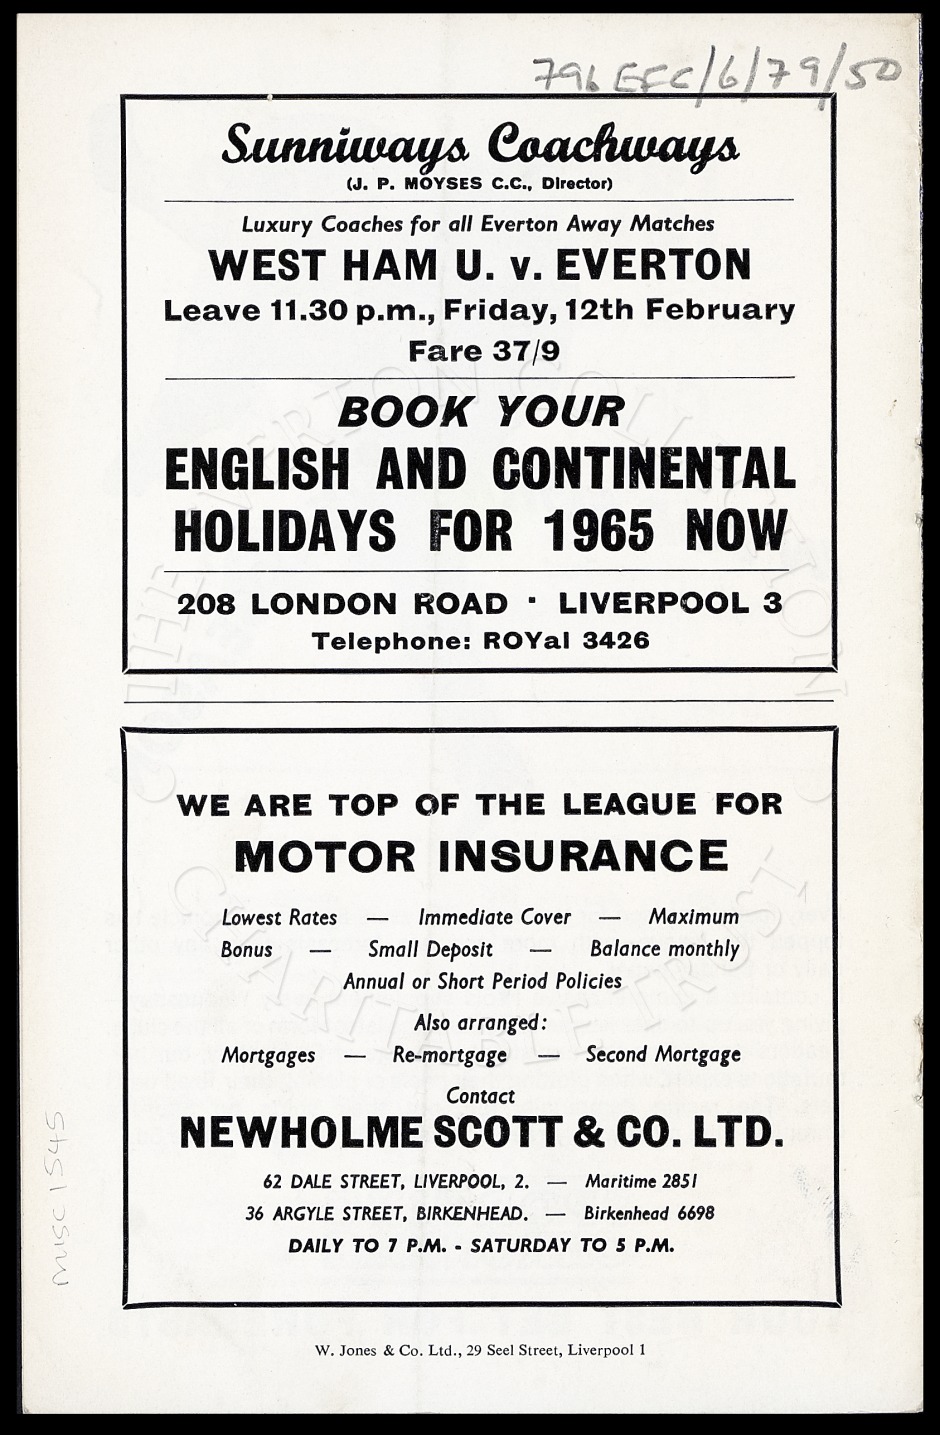 796 EFC/6/79/50
Sunniways Coachways
(J. P. MOYSES C.C., Director)
Luxury Coaches for all Everton Away Matches
WEST HAM U. v. EVERTON
Leave 11.30 p.m., Friday, 12th February
Fare 37/9
BOOK YOUR
ENGLISH AND CONTINENTAL
HOLIDAYS FOR 1965 NOW
208 LONDON ROAD · LIVERPOOL 3
Telephone: ROYal 3426
WE ARE TOP OF THE LEAGUE FOR
MOTOR INSURANCE
Lowest Rates — Immediate Cover — Maximum
Bonus — Small Deposit — Balance monthly
Annual or Short Period Policies
Also arranged:
Mortgages — Re-mortgage — Second Mortgage
Contact
NEWHOLME SCOTT & CO. LTD.
62 DALE STREET, LIVERPOOL, 2. — Maritime 2851
36 ARGYLE STREET, BIRKENHEAD. — Birkenhead 6698
DAILY TO 7 P.M. - SATURDAY TO 5 P.M.
W. Jones & Co. Ltd., 29 Seel Street, Liverpool 1
misc 1545
THE EVERTON COLLECTION
CHARITABLE TRUST